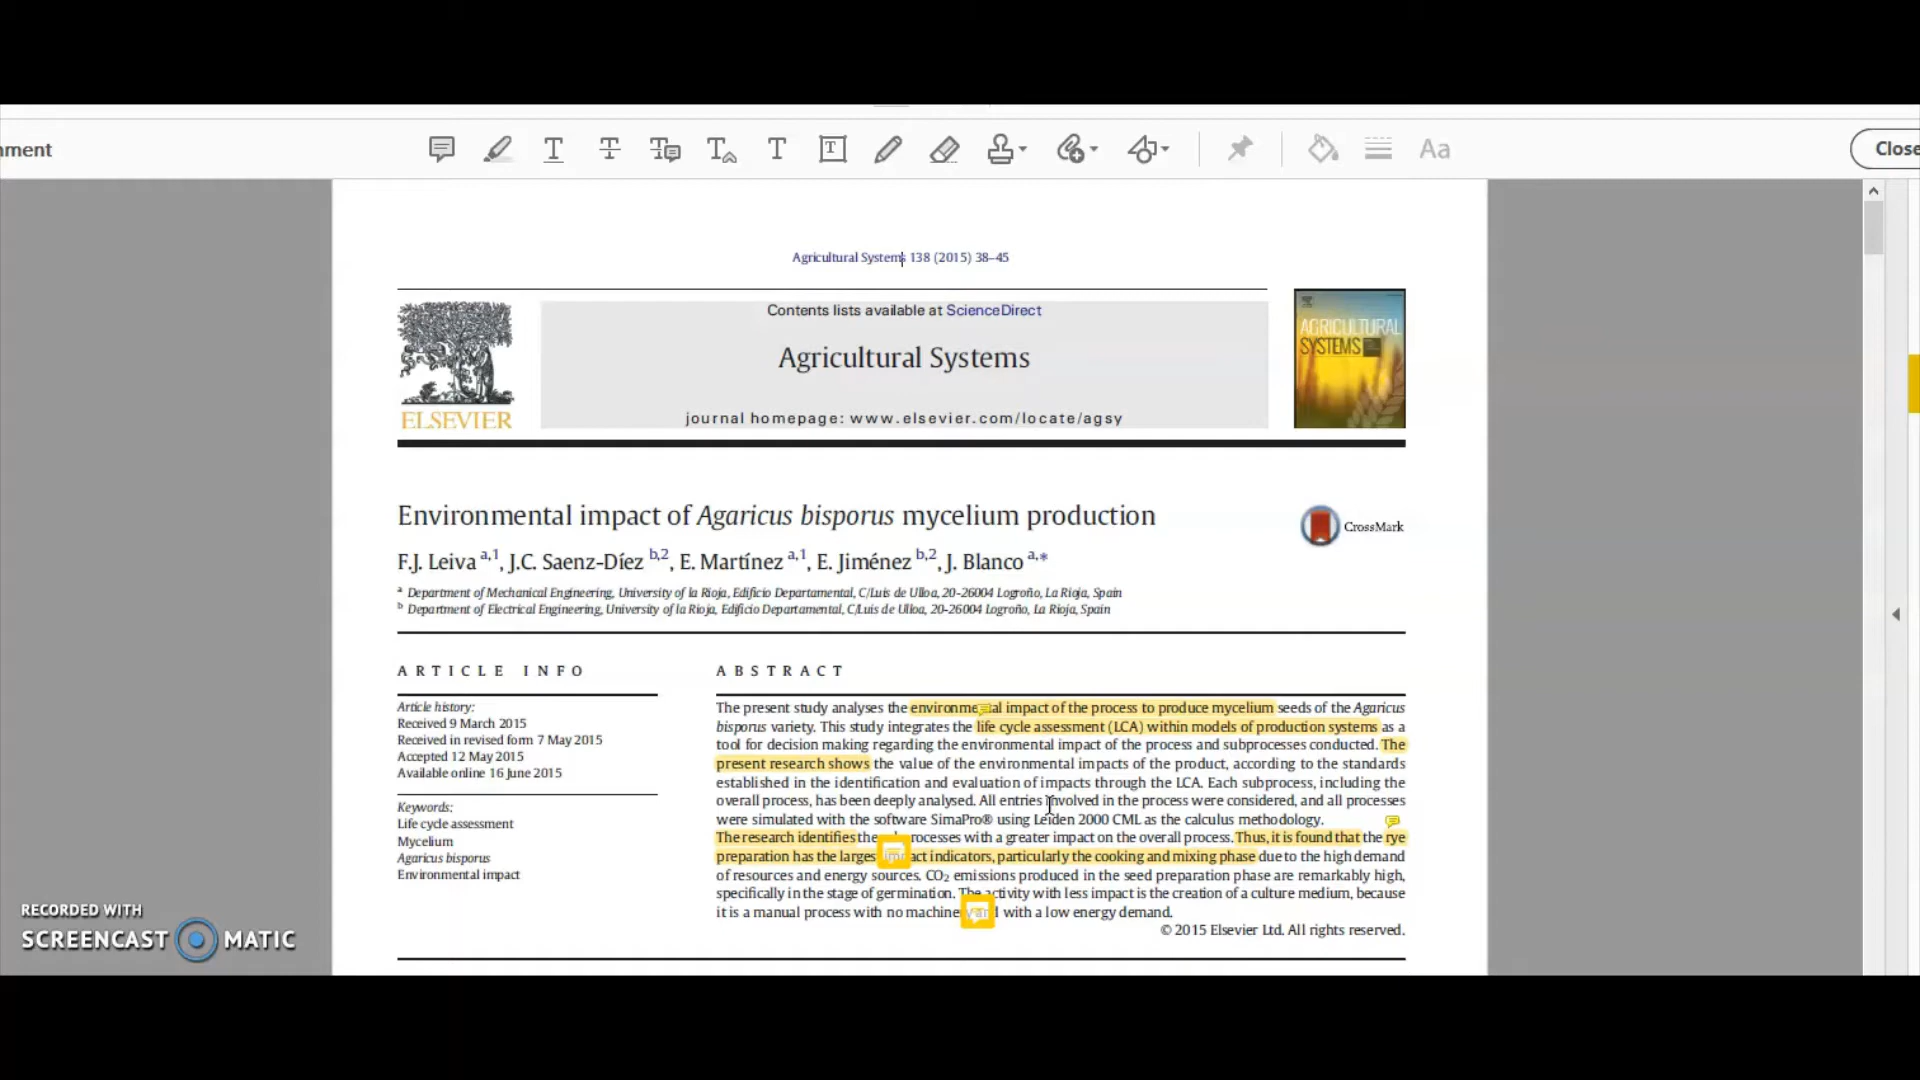 nment
Close
Agricultural Systems 138 (2015) 38–45
Contents lists available at ScienceDirect
AGRICULTURAL
SYSTEMS
Agricultural Systems
ELSEVIER
journal homepage: www.elsevier.com/locate/agsy
Environmental impact of Agaricus bisporus mycelium production
CrossMark
F.J. Leiva a,1, J.C. Saenz-Díez b,2, E. Martínez a,1, E. Jiménez b,2, J. Blanco a,*
a Department of Mechanical Engineering, University of la Rioja, Edificio Departamental, C/Luis de Ulloa, 20-26004 Logroño, La Rioja, Spain
b Department of Electrical Engineering, University of la Rioja, Edificio Departamental, C/Luis de Ulloa, 20-26004 Logroño, La Rioja, Spain
ARTICLE INFO
Article history:
Received 9 March 2015
Received in revised form 7 May 2015
Accepted 12 May 2015
Available online 16 June 2015
Keywords:
Life cycle assessment
Mycelium
Agaricus bisporus
Environmental impact
ABSTRACT
The present study analyses the environmental impact of the process to produce mycelium seeds of the Agaricus
bisporus variety. This study integrates the life cycle assessment (LCA) within models of production systems as a
tool for decision making regarding the environmental impact of the process and subprocesses conducted. The
present research shows the value of the environmental impacts of the product, according to the standards
established in the identification and evaluation of impacts through the LCA. Each subprocess, including the
overall process, has been deeply analysed. All entries involved in the process were considered, and all processes
were simulated with the software SimaPro® using Leiden 2000 CML as the calculus methodology.
The research identifies the rocesses with a greater impact on the overall process. Thus, it is found that the rye
preparation has the larges act indicators, particularly the cooking and mixing phase due to the high demand
of resources and energy sources. CO₂ emissions produced in the seed preparation phase are remarkably high,
specifically in the stage of germination. The activity with less impact is the creation of a culture medium, because
it is a manual process with no machine with a low energy demand.
© 2015 Elsevier Ltd. All rights reserved.
RECORDED WITH
SCREENCAST MATIC